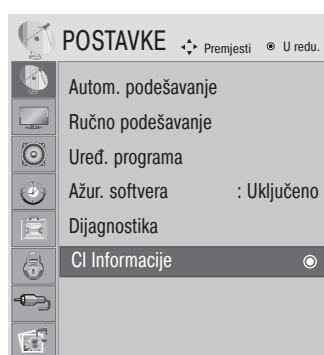 POSTAVKE Premjesti U redu.
Autom. podešavanje
Ručno podešavanje
Uređ. programa
Ažur. softvera : Uključeno
Dijagnostika
CI Informacije